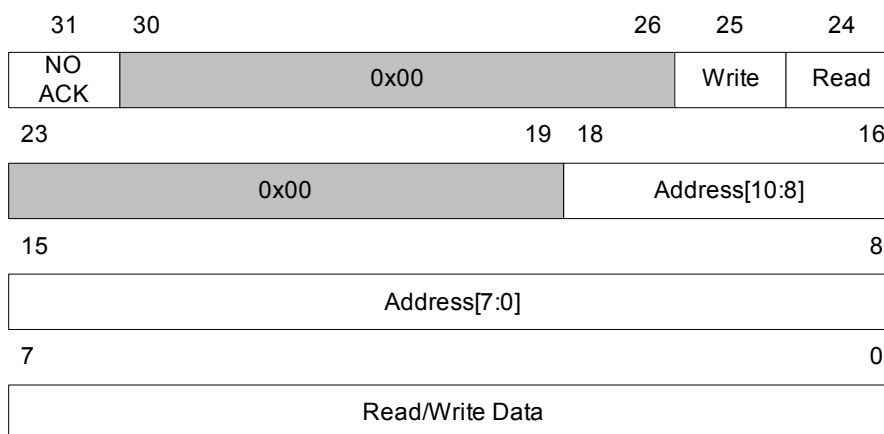 31 30 26 25 24
NO ACK 0x00 Write Read
23 19 18 16
0x00 Address[10:8]
15 8
Address[7:0]
7 0
Read/Write Data